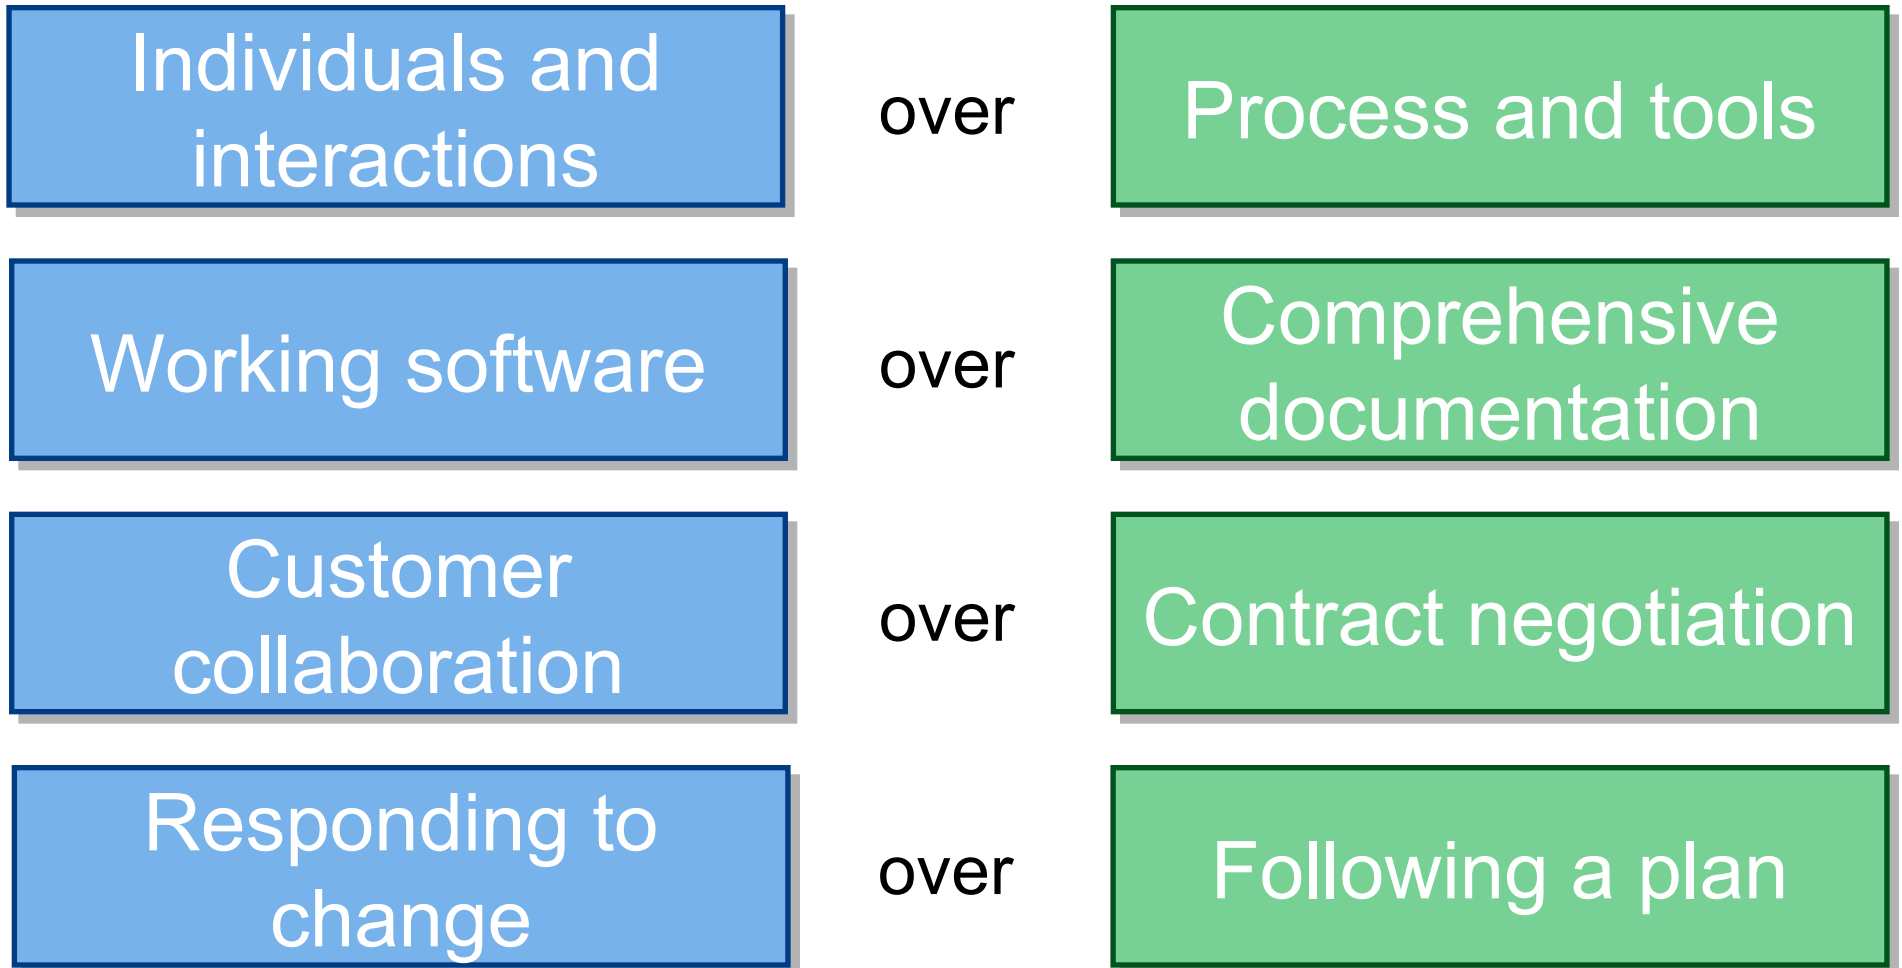 Individuals and
interactions
over
Process and tools
Working software
over
Comprehensive
documentation
Customer
collaboration
over
Contract negotiation
Responding to
change
over
Following a plan